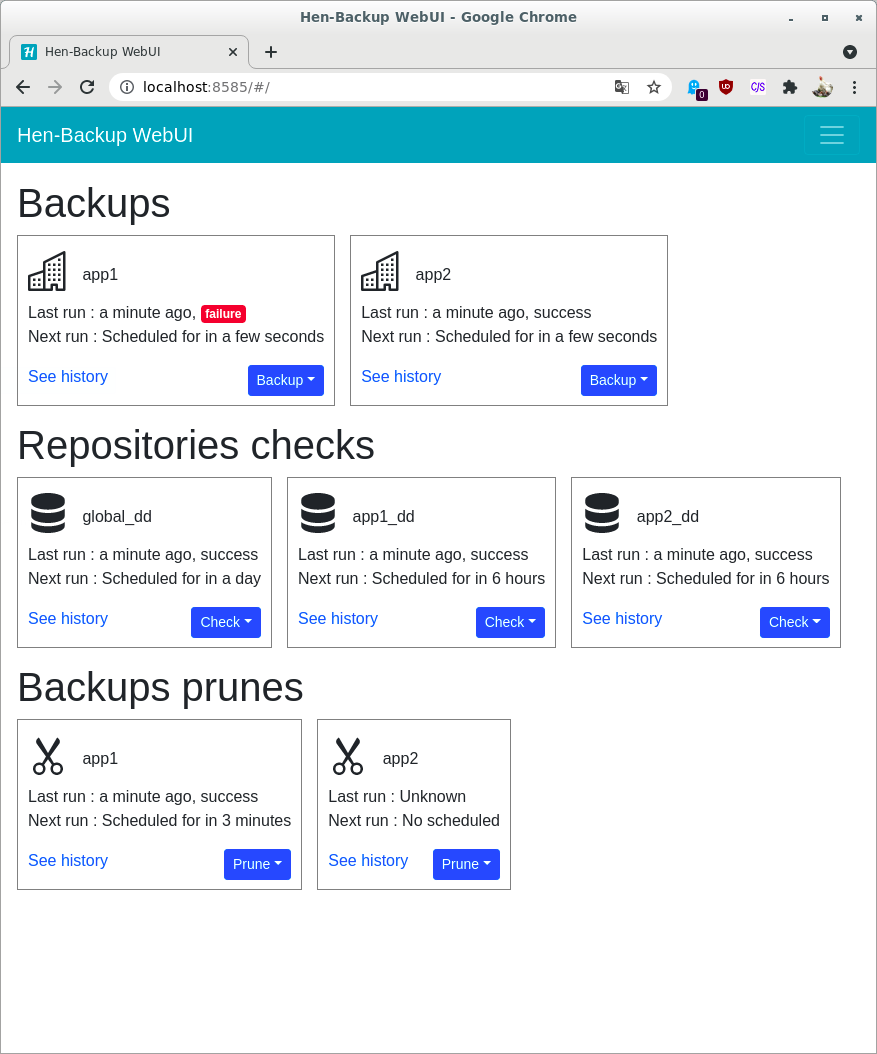 Hen-Backup WebUI - Google Chrome
Hen-Backup WebUI
localhost:8585/#/
0
CJS
Hen-Backup WebUI
Backups
app1
Last run : a minute ago, failure
Next run : Scheduled for in a few seconds
See history
Backup
app2
Last run : a minute ago, success
Next run : Scheduled for in a few seconds
See history
Backup
Repositories checks
global_dd
Last run : a minute ago, success
Next run : Scheduled for in a day
See history
Check
app1_dd
Last run : a minute ago, success
Next run : Scheduled for in 6 hours
See history
Check
app2_dd
Last run : a minute ago, success
Next run : Scheduled for in 6 hours
See history
Check
Backups prunes
app1
Last run : a minute ago, success
Next run : Scheduled for in 3 minutes
See history
Prune
app2
Last run : Unknown
Next run : No scheduled
See history
Prune